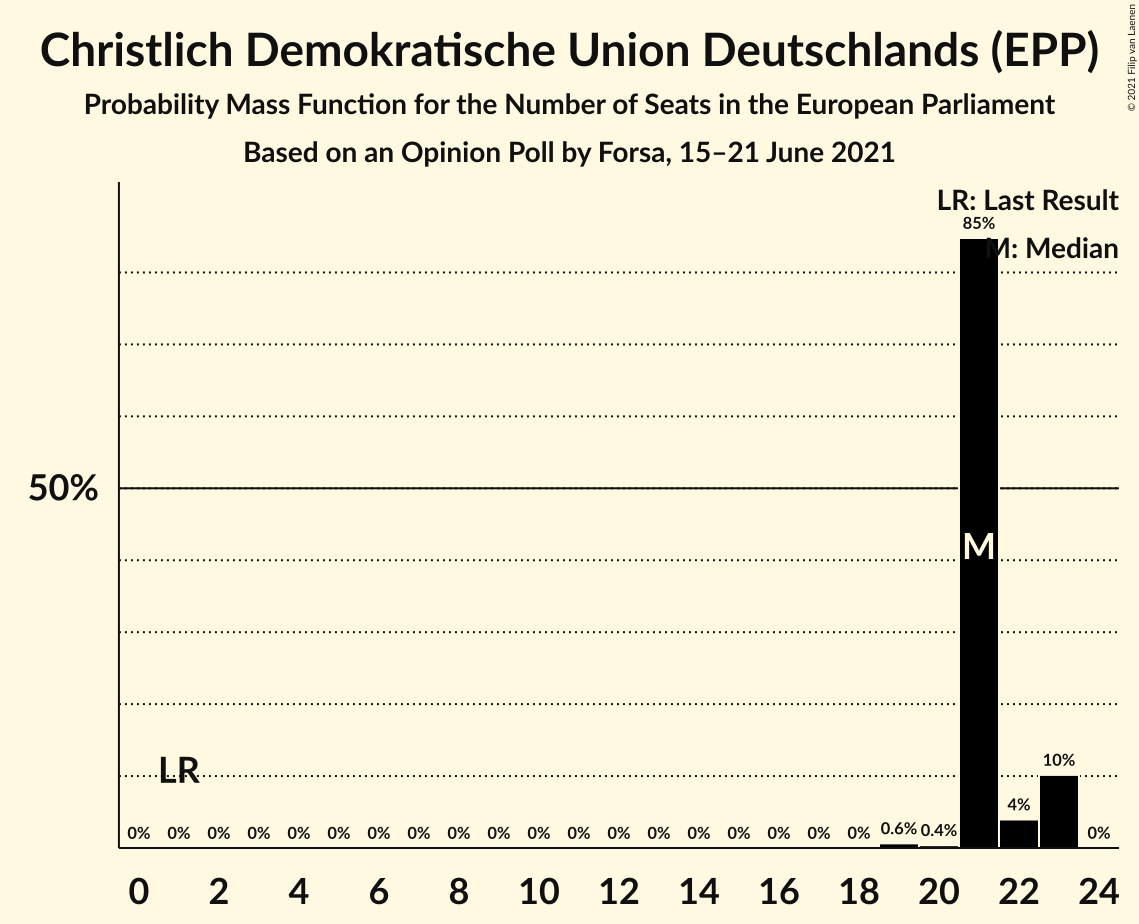 Christlich Demokratische Union Deutschlands (EPP)
Probability Mass Function for the Number of Seats in the European Parliament
Based on an Opinion Poll by Forsa, 15–21 June 2021
© 2021 Filip van Laenen
LR: Last Result
85%
M: Median
50%
M
LR
10%
4%
0% 0% 0% 0% 0% 0% 0% 0% 0% 0% 0% 0% 0% 0% 0% 0% 0% 0% 0% 0.6% 0.4% 0%
0 2 4 6 8 10 12 14 16 18 20 22 24